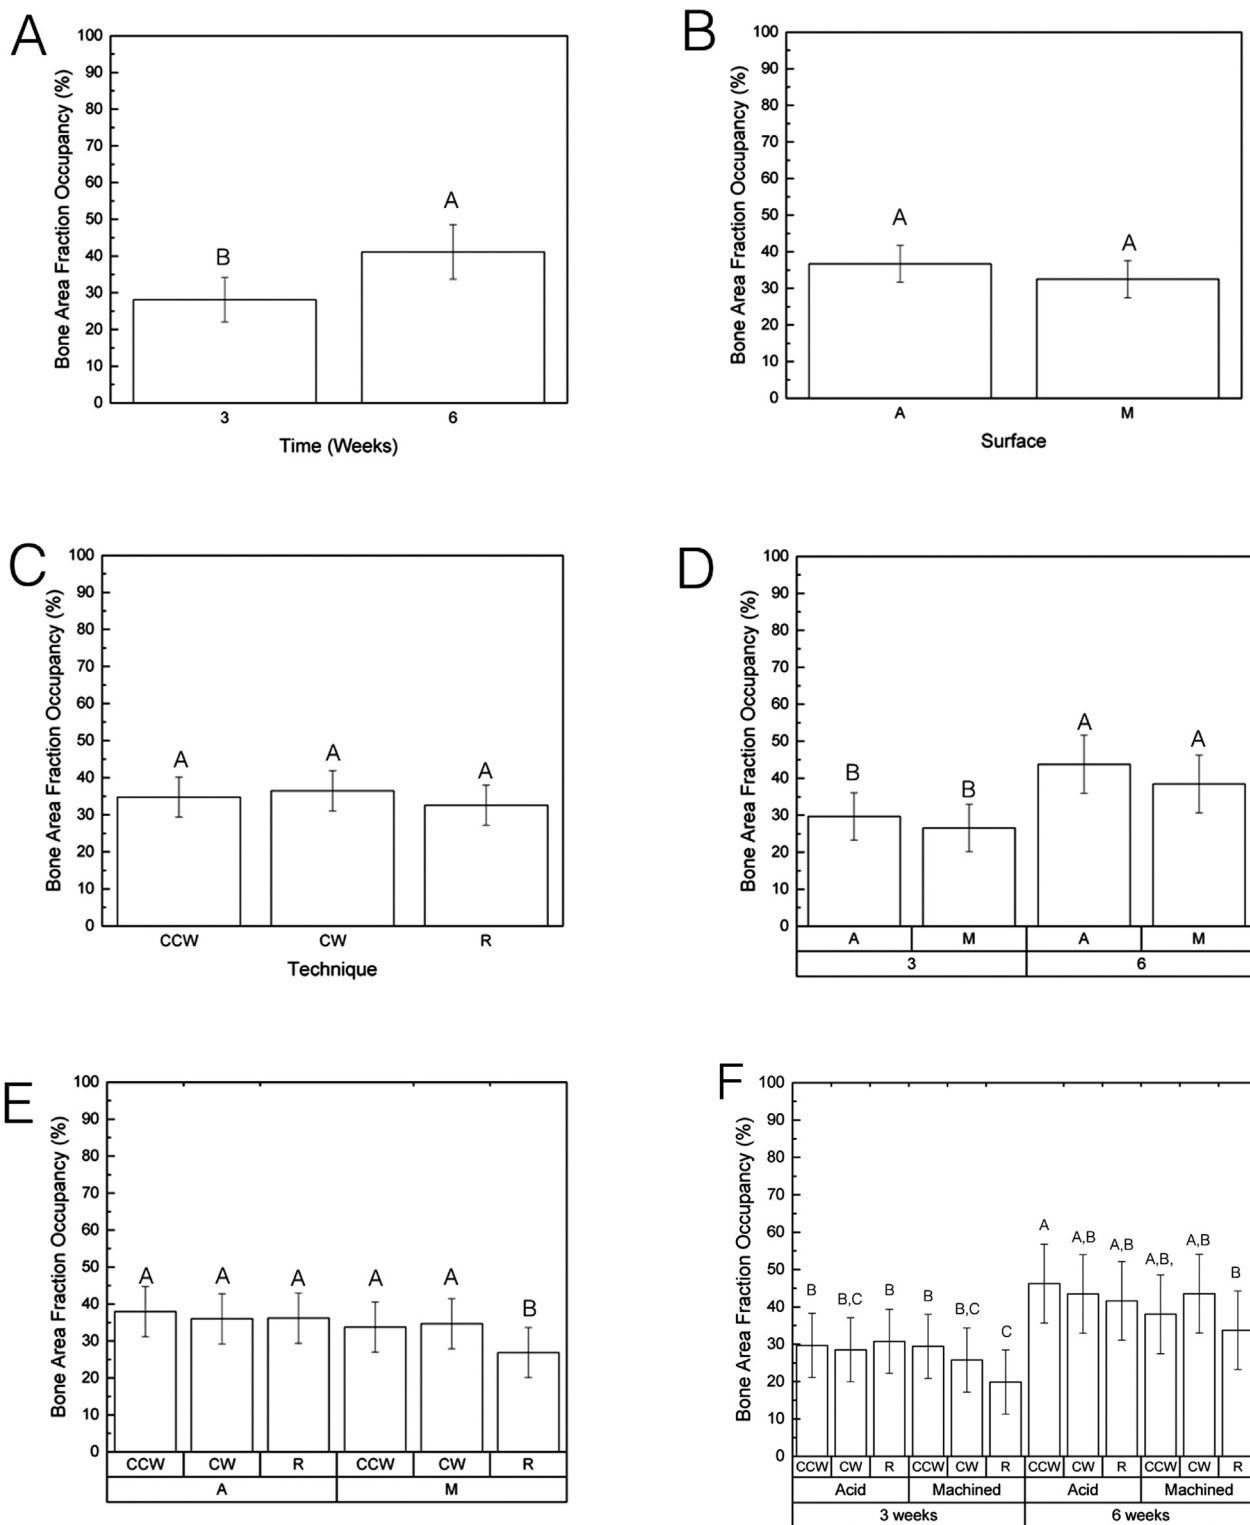 A
Bone Area Fraction Occupancy (%)
100
90
80
70
60
50
40
30
20
10
0
B
A
3
6
Time (Weeks)
B
Bone Area Fraction Occupancy (%)
100
90
80
70
60
50
40
30
20
10
0
A
A
A
M
Surface
C
Bone Area Fraction Occupancy (%)
100
90
80
70
60
50
40
30
20
10
0
A
A
A
CCW
CW
R
Technique
D
Bone Area Fraction Occupancy (%)
100
90
80
70
60
50
40
30
20
10
0
B
B
A
A
A
M
A
M
3
6
E
Bone Area Fraction Occupancy (%)
100
90
80
70
60
50
40
30
20
10
0
A
A
A
A
A
B
CCW
CW
R
CCW
CW
R
A
M
F
Bone Area Fraction Occupancy (%)
100
90
80
70
60
50
40
30
20
10
0
B
B,C
B
B
B,C
C
A
A,B
A,B
A,B,
A,B
B
CCW
CW
R
CCW
CW
R
CCW
CW
R
CCW
CW
R
Acid
Machined
Acid
Machined
3 weeks
6 weeks